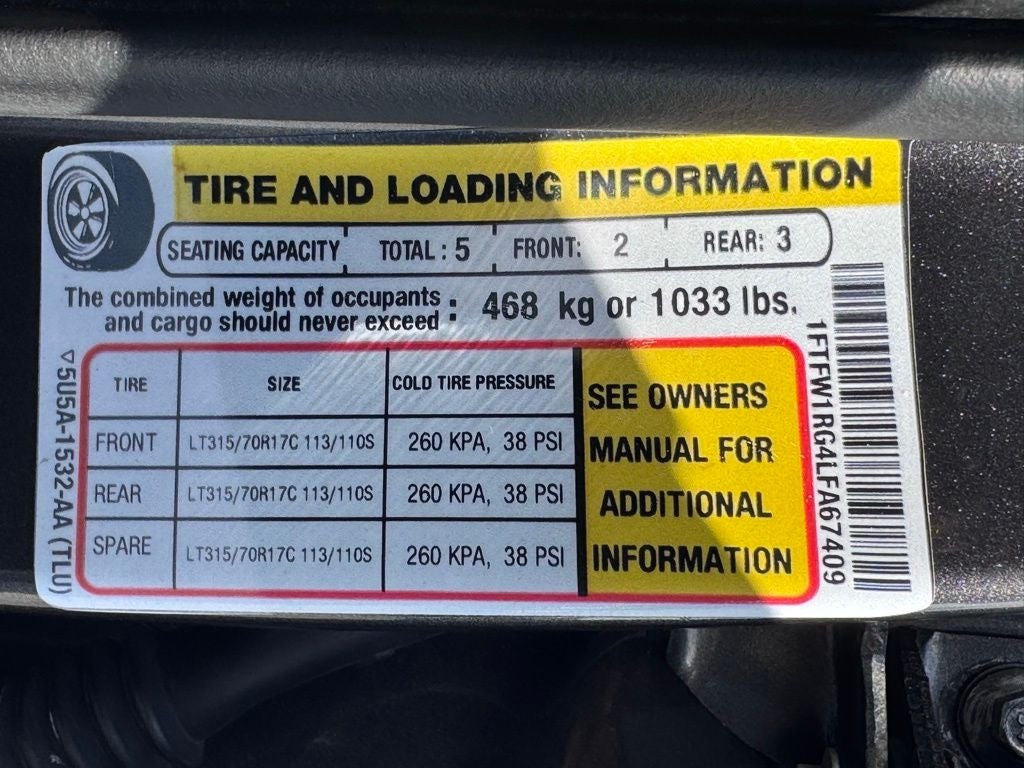 TIRE AND LOADING INFORMATION
SEATING CAPACITY TOTAL : 5 FRONT: 2 REAR: 3
The combined weight of occupants
and cargo should never exceed : 468 kg or 1033 lbs.
TIRE SIZE COLD TIRE PRESSURE
FRONT LT315/70R17C 113/110S 260 KPA, 38 PSI
REAR LT315/70R17C 113/110S 260 KPA, 38 PSI
SPARE LT315/70R17C 113/110S 260 KPA, 38 PSI
SEE OWNERS
MANUAL FOR
ADDITIONAL
INFORMATION
5U5A-1532-AA (TLU)
1FTFW1RG4LFA67409